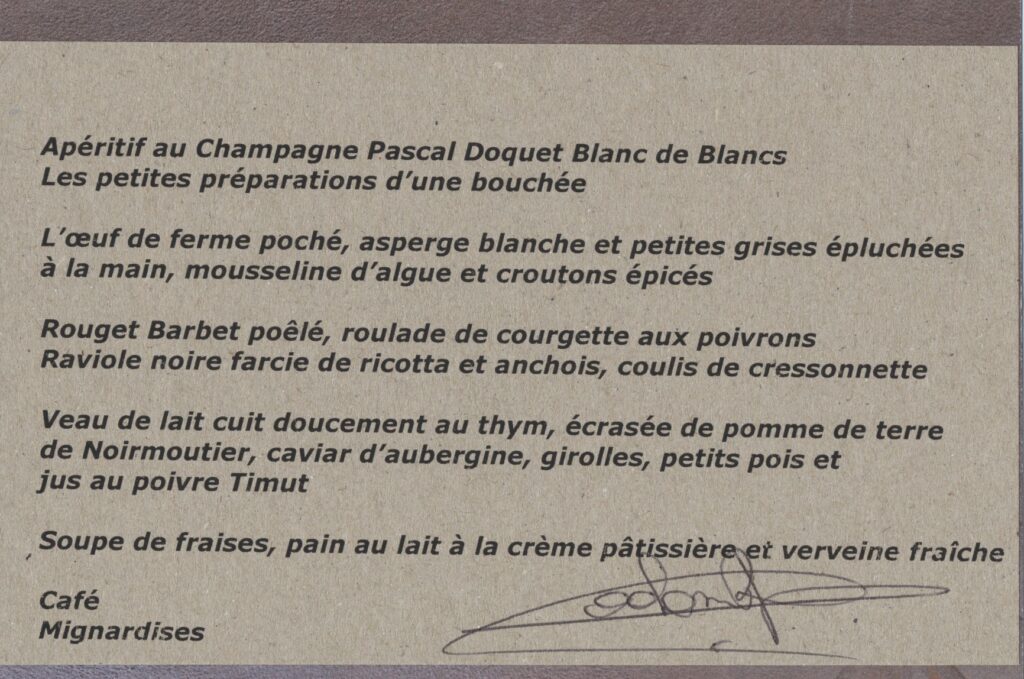 Apéritif au Champagne Pascal Doquet Blanc de Blancs
Les petites préparations d’une bouchée
L’œuf de ferme poché, asperge blanche et petites grises épluchées
à la main, mousseline d’algue et croutons épicés
Rouget Barbet poêlé, roulade de courgette aux poivrons
Raviole noire farcie de ricotta et anchois, coulis de cressonnette
Veau de lait cuit doucement au thym, écrasée de pomme de terre
de Noirmoutier, caviar d’aubergine, girolles, petits pois et
jus au poivre Timut
Soupe de fraises, pain au lait à la crème pâtissière et verveine fraîche
Café
Mignardises